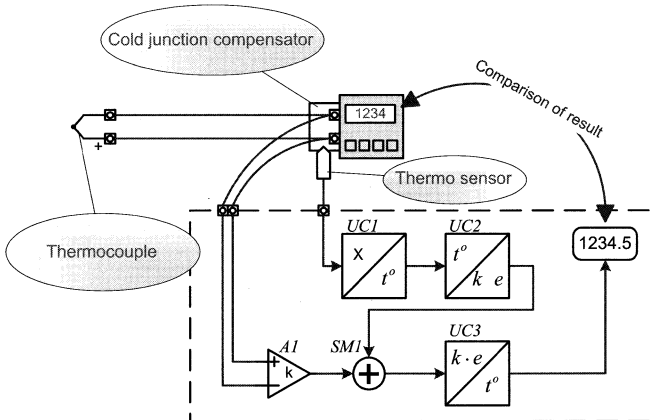 Cold junction compensator
1234
Comparison of result
+
Thermo sensor
Thermocouple
UC1
X
t°
UC2
t°
k e
1234.5
A1
+
k
−
SM1
+
UC3
k · e
t°